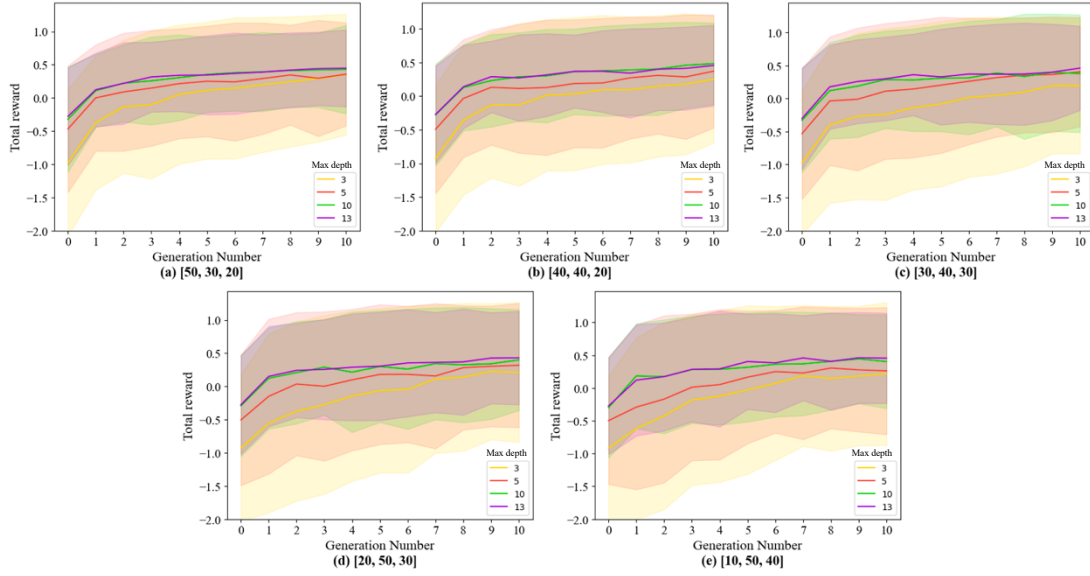 Total reward
1.0
0.5
0.0
−0.5
−1.0
−1.5
−2.0
Max depth
3
5
10
13
0 1 2 3 4 5 6 7 8 9 10
Generation Number
(a) [50, 30, 20]
Total reward
1.0
0.5
0.0
−0.5
−1.0
−1.5
−2.0
Max depth
3
5
10
13
0 1 2 3 4 5 6 7 8 9 10
Generation Number
(b) [40, 40, 20]
Total reward
1.0
0.5
0.0
−0.5
−1.0
−1.5
−2.0
Max depth
3
5
10
13
0 1 2 3 4 5 6 7 8 9 10
Generation Number
(c) [30, 40, 30]
Total reward
1.0
0.5
0.0
−0.5
−1.0
−1.5
−2.0
Max depth
3
5
10
13
0 1 2 3 4 5 6 7 8 9 10
Generation Number
(d) [20, 50, 30]
Total reward
1.0
0.5
0.0
−0.5
−1.0
−1.5
−2.0
Max depth
3
5
10
13
0 1 2 3 4 5 6 7 8 9 10
Generation Number
(e) [10, 50, 40]